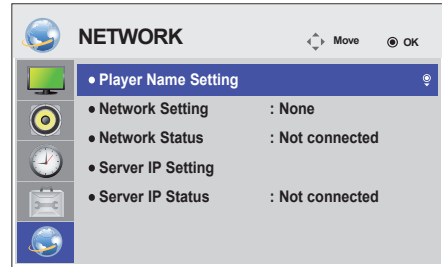 NETWORK
Move
OK
● Player Name Setting
● Network Setting : None
● Network Status : Not connected
● Server IP Setting
● Server IP Status : Not connected